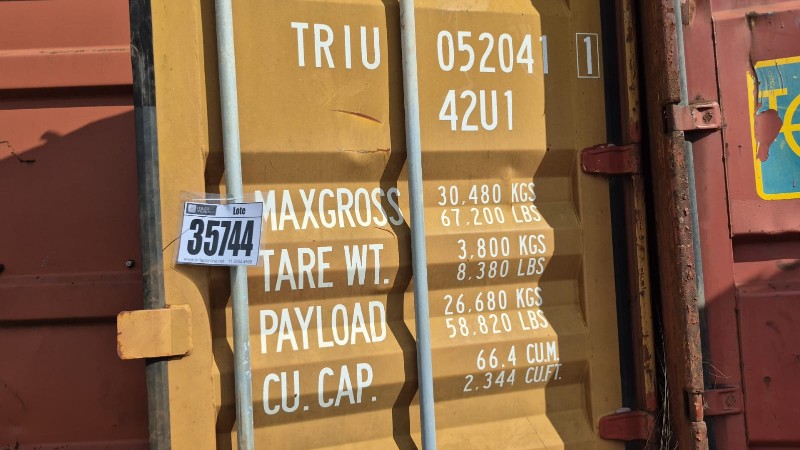 TRIU 052041 1
42U1
MAXGROSS 30,480 KGS
67.200 LBS
TARE WT. 3,800 KGS
8.380 LBS
PAYLOAD 26,680 KGS
58.820 LBS
CU. CAP. 66.4 CU.M.
2.344 CU.FT.
Lote
35744